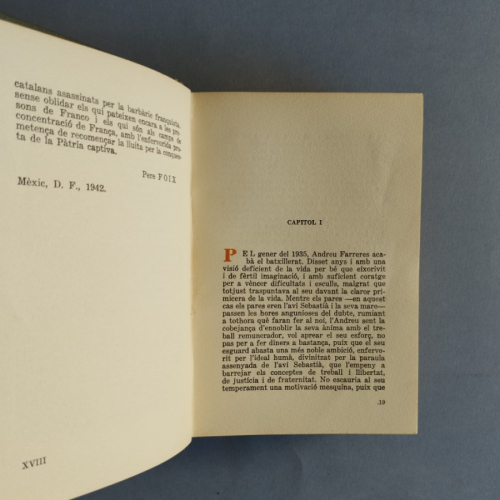 catalans assassinats per la barbàrie franquista,
sense oblidar els qui pateixen encara a les pre-
sons de Franco i els qui són als camps de
concentració de França, amb l'enfervorida pro-
metença de recomençar la lluita per la conques-
ta de la Pàtria captiva.
Pere FOIX
Mèxic, D. F., 1942.
XVIII
CAPITOL I
PEL gener del 1935, Andreu Farreres aca-
bà el batxillerat. Disset anys i amb una
visió deficient de la vida per bé que eixorivit
i de fèrtil imaginació, i amb suficient coratge
per a vèncer dificultats i esculls, malgrat que
totjust traspuntava al seu davant la claror pri-
micera de la vida. Mentre els pares —en aquest
cas els pares eren l'avi Sebastià i la seva mare—
passen les hores angunioses del dubte, rumiant
a tothora què faran fer al noi, l'Andreu sent la
cobejança d'ennoblir la seva ànima amb el tre-
ball remunerador, vol aprendre el seu esforç, no
pas per a fer diners a bastança, puix que el seu
esguard abasta una més noble ambició, enfervo-
rit per l'ideal humà, divinitzat per la paraula
assenyada de l'avi Sebastià, que l'empeny a
barrejar els conceptes de treball i llibertat,
de justícia i de fraternitat. No escauria al seu
temperament una motivació mesquina, puix que
19